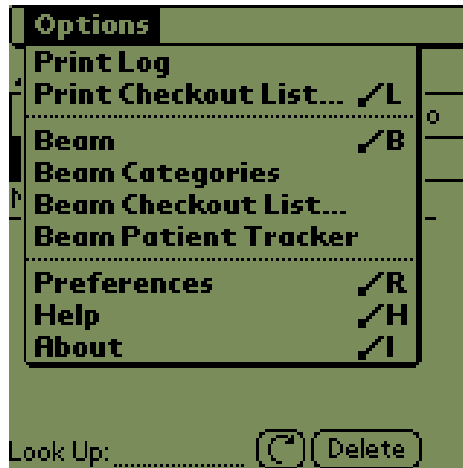 Options
Print Log
Print Checkout List... /L
Beam /B
Beam Categories
Beam Checkout List...
Beam Patient Tracker
Preferences /R
Help /H
About /I
Look Up: Delete